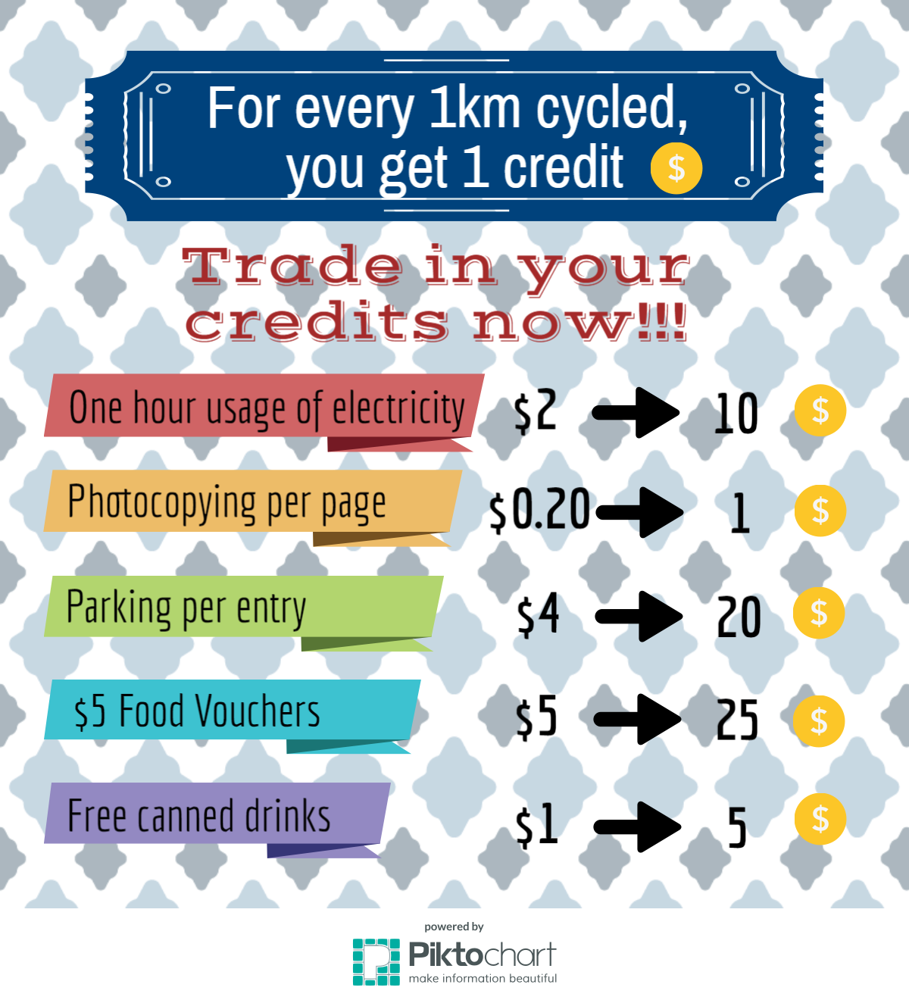 For every 1km cycled,
you get 1 credit $
Trade in your
credits now!!!
One hour usage of electricity $2 10 $
Photocopying per page $0.20 1 $
Parking per entry $4 20 $
$5 Food Vouchers $5 25 $
Free canned drinks $1 5 $
powered by
Piktochart
make information beautiful